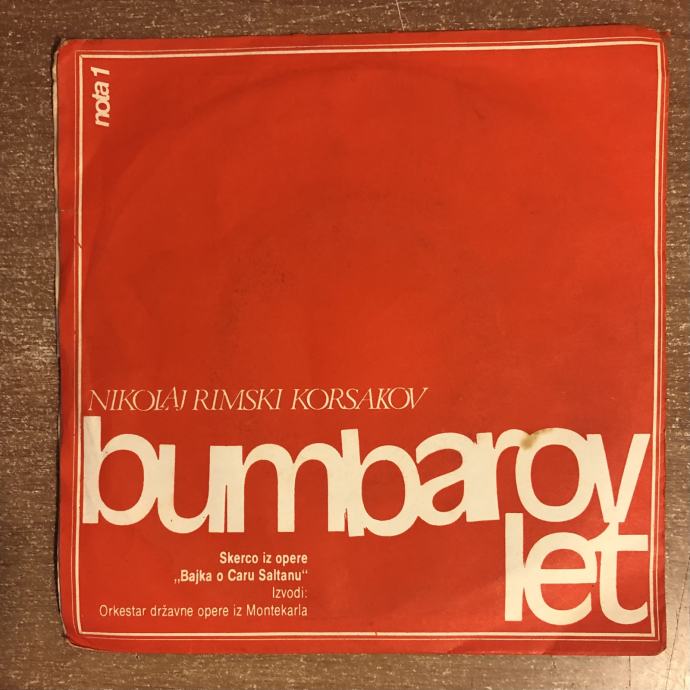 nota 1
NIKOLAJ RIMSKI KORSAKOV
bumbarov
let
Skerco iz opere
„Bajka o Caru Saltanu“
Izvodi:
Orkestar državne opere iz Montekarla